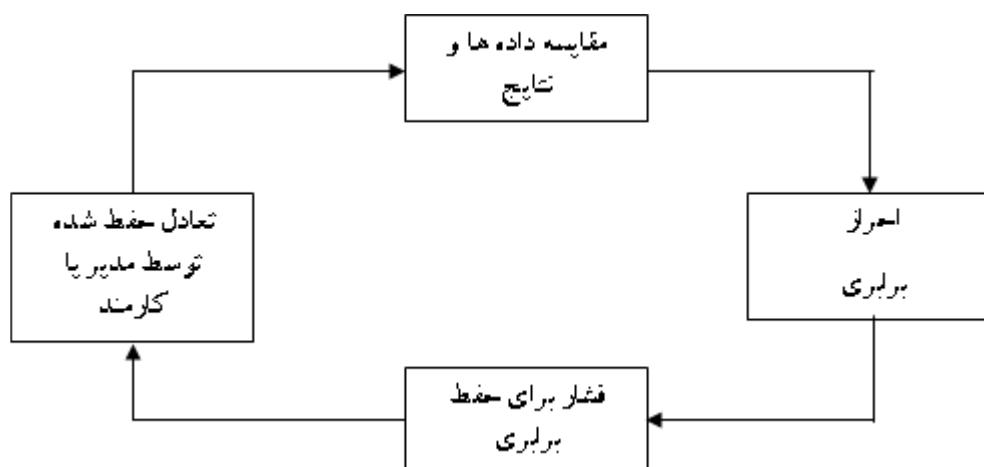 مقایسه داده ها و
نتایج
احراز
برابری
فشار برای حفظ
برابری
تعادل حفظ شده
توسط مدیر یا
کارمند